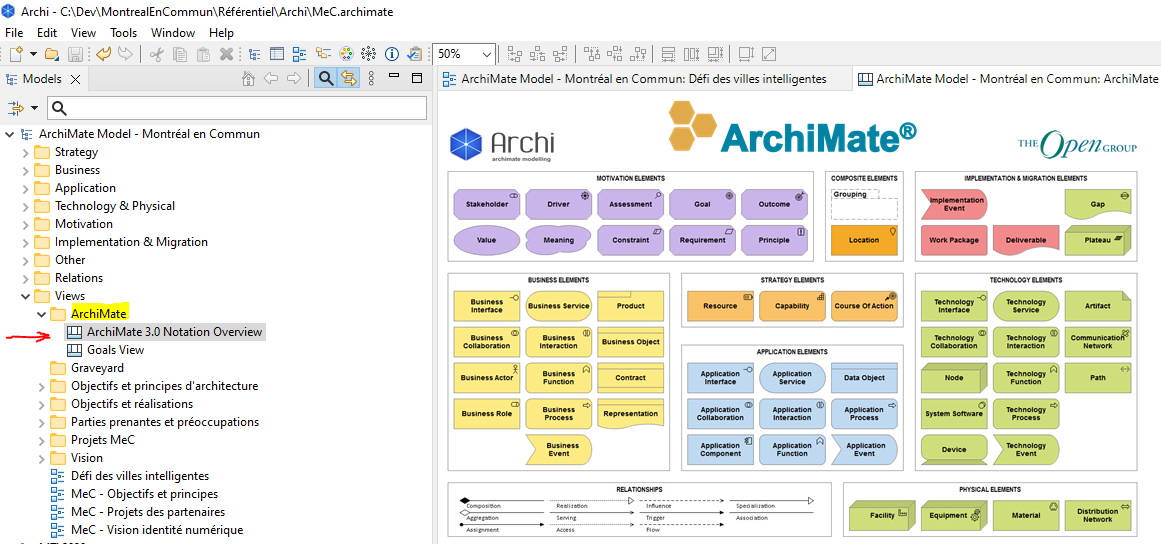 Archi - C:\Dev\MontrealEnCommun\Référentiel\Archi\MeC.archimate
File Edit View Tools Window Help
50%
Models
ArchiMate Model - Montréal en Commun: Défi des villes intelligentes
ArchiMate Model - Montréal en Commun: ArchiMate
ArchiMate Model - Montréal en Commun
Strategy
Business
Application
Technology & Physical
Motivation
Implementation & Migration
Other
Relations
Views
ArchiMate
ArchiMate 3.0 Notation Overview
Goals View
Graveyard
Objectifs et principes d'architecture
Objectifs et réalisations
Parties prenantes et préoccupations
Projets MeC
Vision
Défi des villes intelligentes
MeC - Objectifs et principes
MeC - Projets des partenaires
MeC - Vision identité numérique
Archi
archimate modelling
ArchiMate®
THE Open GROUP
MOTIVATION ELEMENTS
Stakeholder Driver Assessment Goal Outcome
Value Meaning Constraint Requirement Principle
COMPOSITE ELEMENTS
Grouping
Location
IMPLEMENTATION & MIGRATION ELEMENTS
Implementation
Event
Gap
Work Package Deliverable Plateau
BUSINESS ELEMENTS
Business
Interface
Business Service
Product
Business
Collaboration
Business
Interaction
Business Object
Business Actor
Business
Function
Contract
Business Role
Business
Process
Representation
Business
Event
STRATEGY ELEMENTS
Resource Capability Course Of Action
APPLICATION ELEMENTS
Application
Interface
Application
Service
Data Object
Application
Collaboration
Application
Interaction
Application
Process
Application
Component
Application
Function
Application
Event
TECHNOLOGY ELEMENTS
Technology
Interface
Technology
Service
Artifact
Technology
Collaboration
Technology
Interaction
Communication
Network
Node
Technology
Function
Path
System Software
Technology
Process
Device
Technology
Event
RELATIONSHIPS
Composition Realization Influence Specialization
Aggregation Serving Trigger Association
Assignment Access Flow
PHYSICAL ELEMENTS
Facility Equipment Material
Distribution
Network